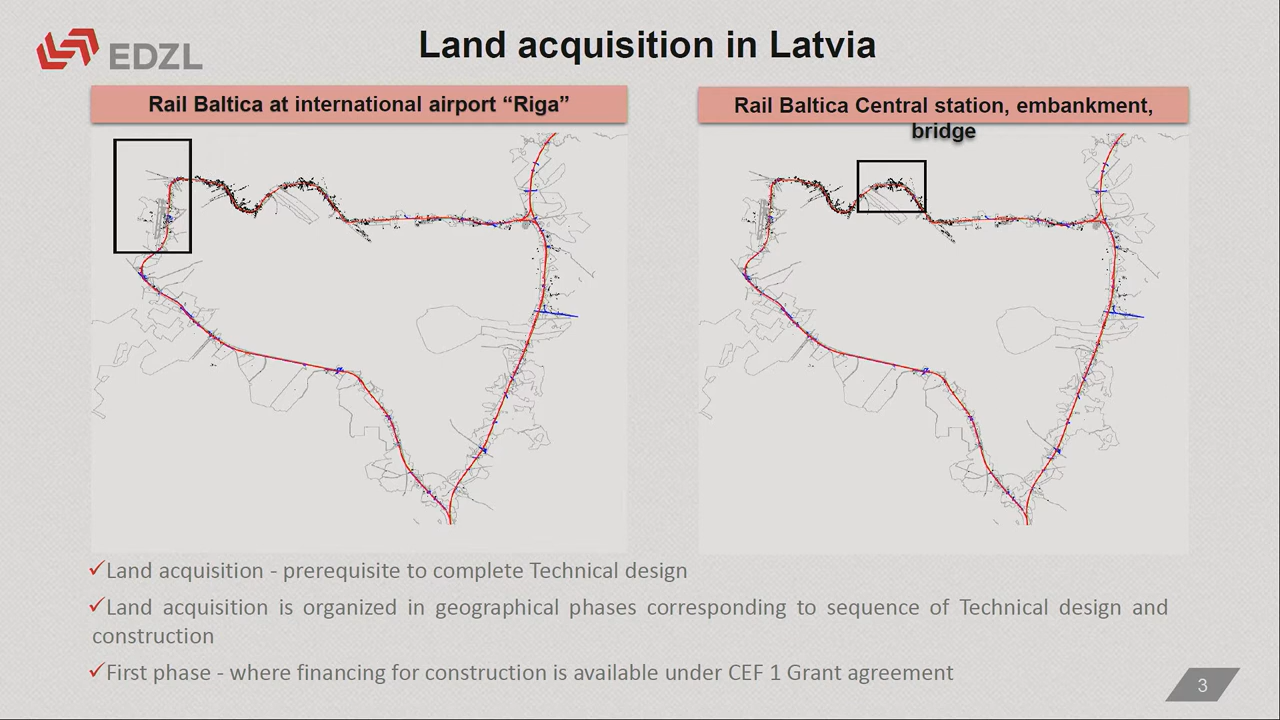 EDZL
Land acquisition in Latvia
Rail Baltica at international airport “Riga”
Rail Baltica Central station, embankment,
bridge
✓Land acquisition - prerequisite to complete Technical design
✓Land acquisition is organized in geographical phases corresponding to sequence of Technical design and
construction
✓First phase - where financing for construction is available under CEF 1 Grant agreement
3